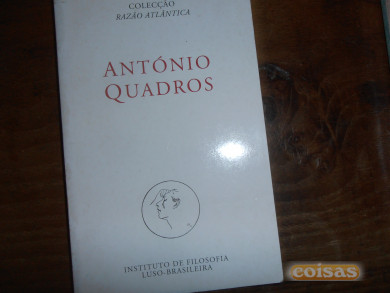 COLECÇÃO
RAZÃO ATLÂNTICA
ANTÓNIO
QUADROS
INSTITUTO DE FILOSOFIA
LUSO-BRASILEIRA
coisas